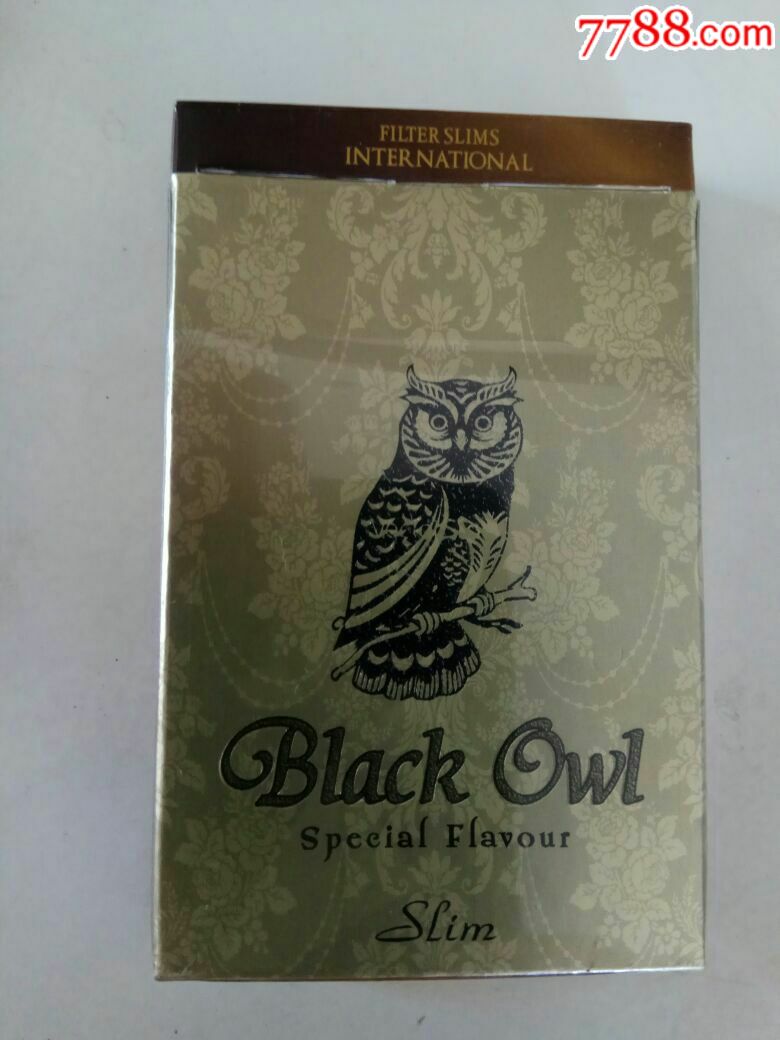 7788.com
FILTER SLIMS
INTERNATIONAL
Black Owl
Special Flavour
Slim